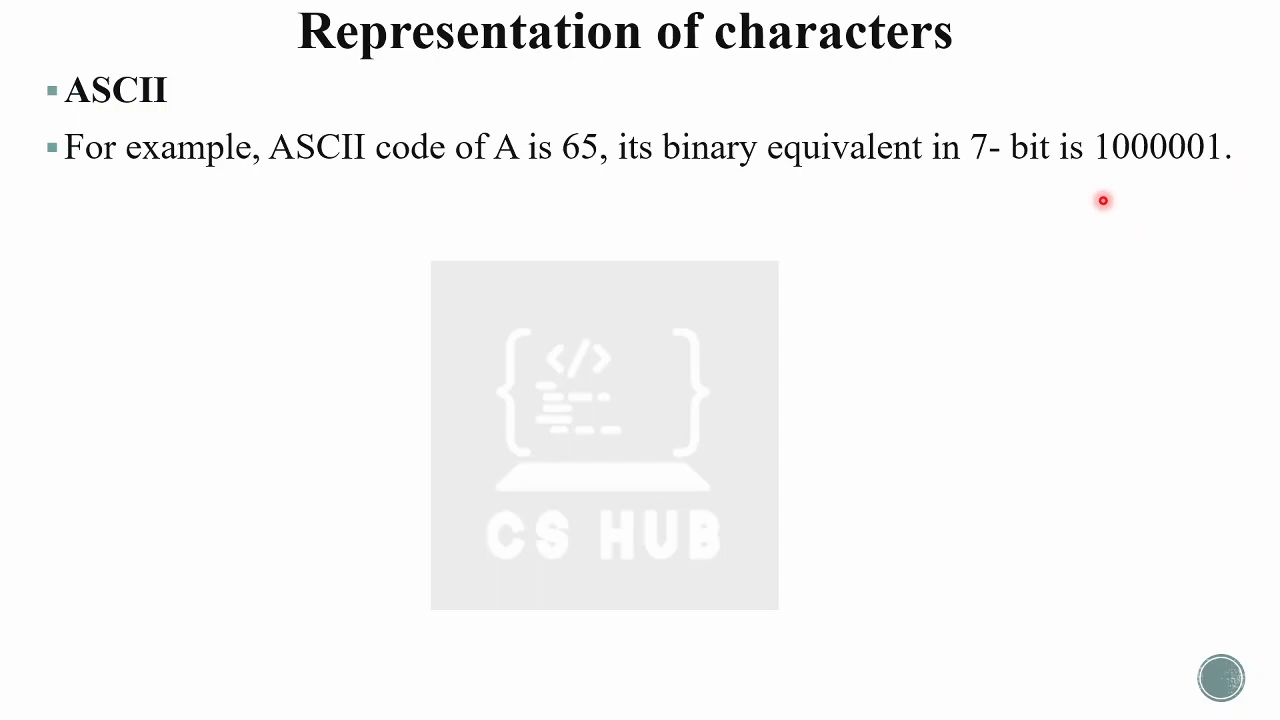 Representation of characters
ASCII
For example, ASCII code of A is 65, its binary equivalent in 7- bit is 1000001.
</>
CS HUB